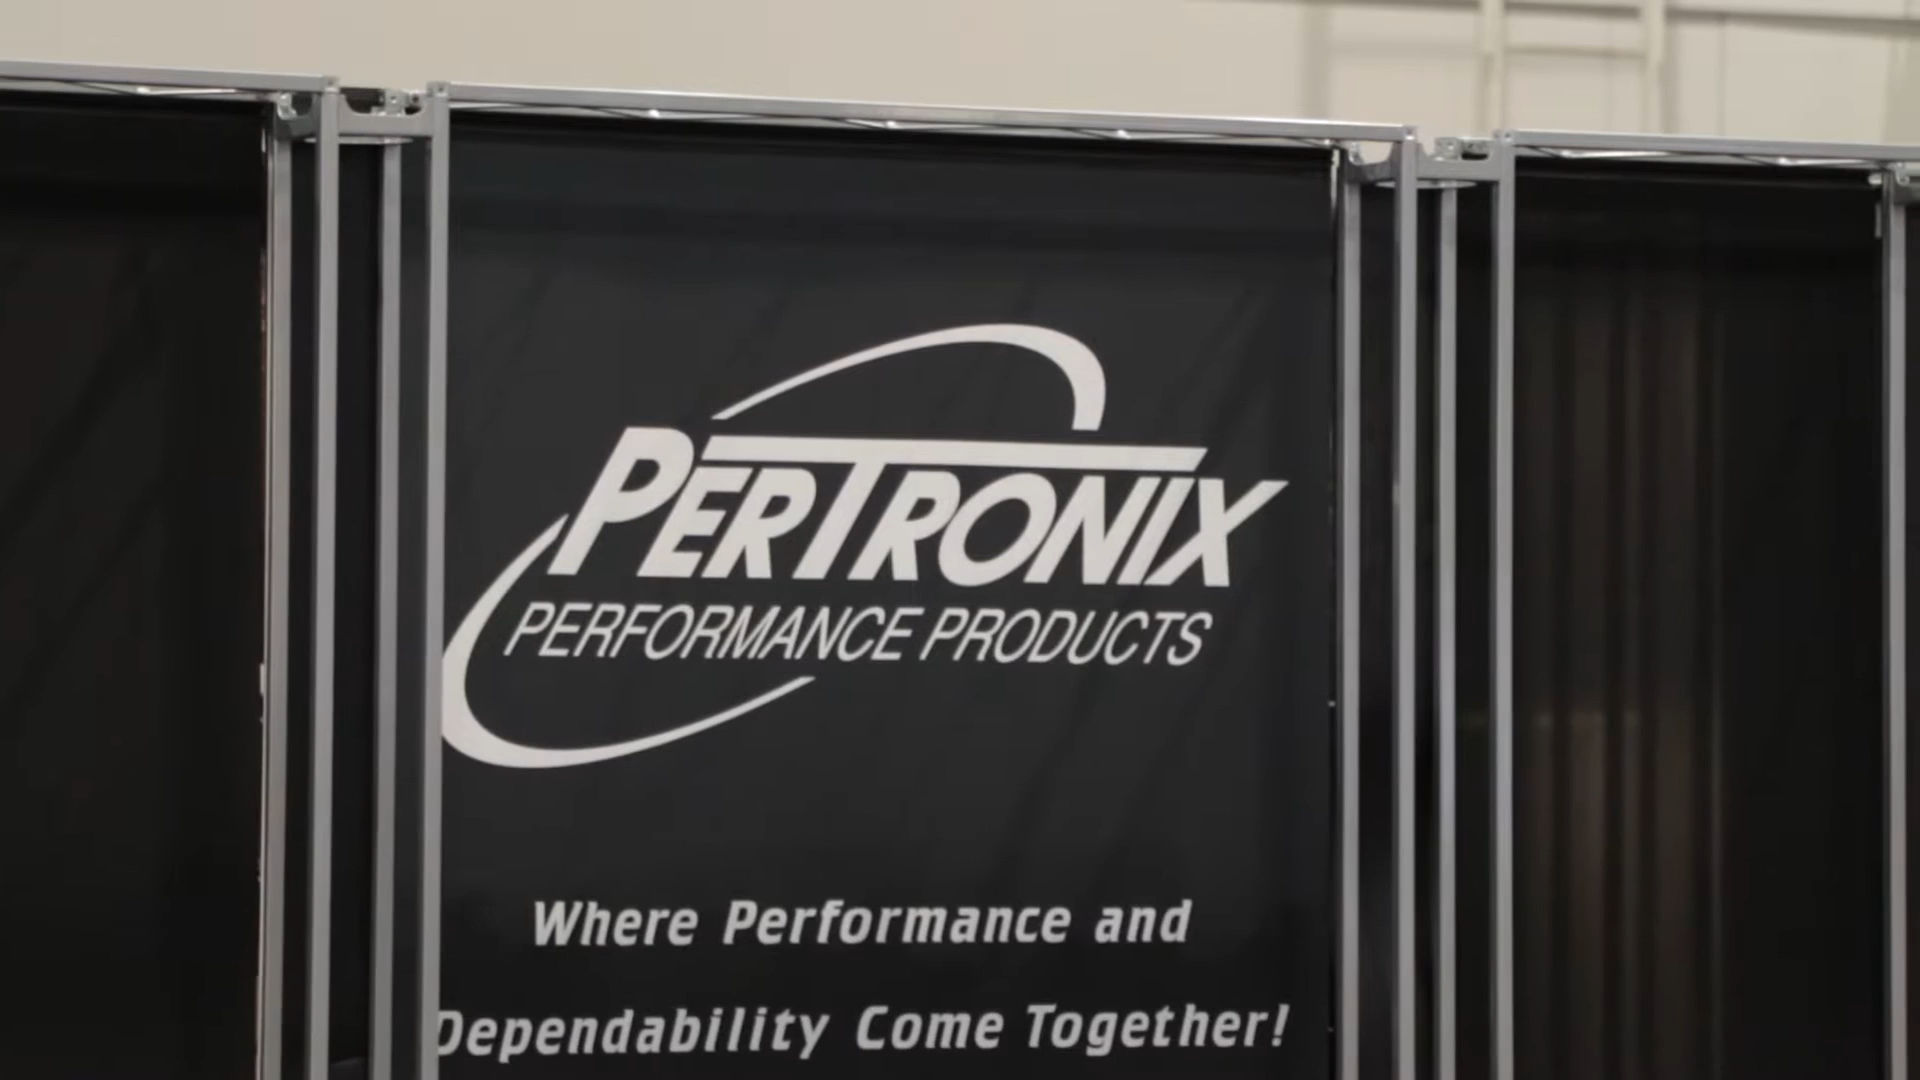 PERTRONIX
PERFORMANCE PRODUCTS
Where Performance and
Dependability Come Together!